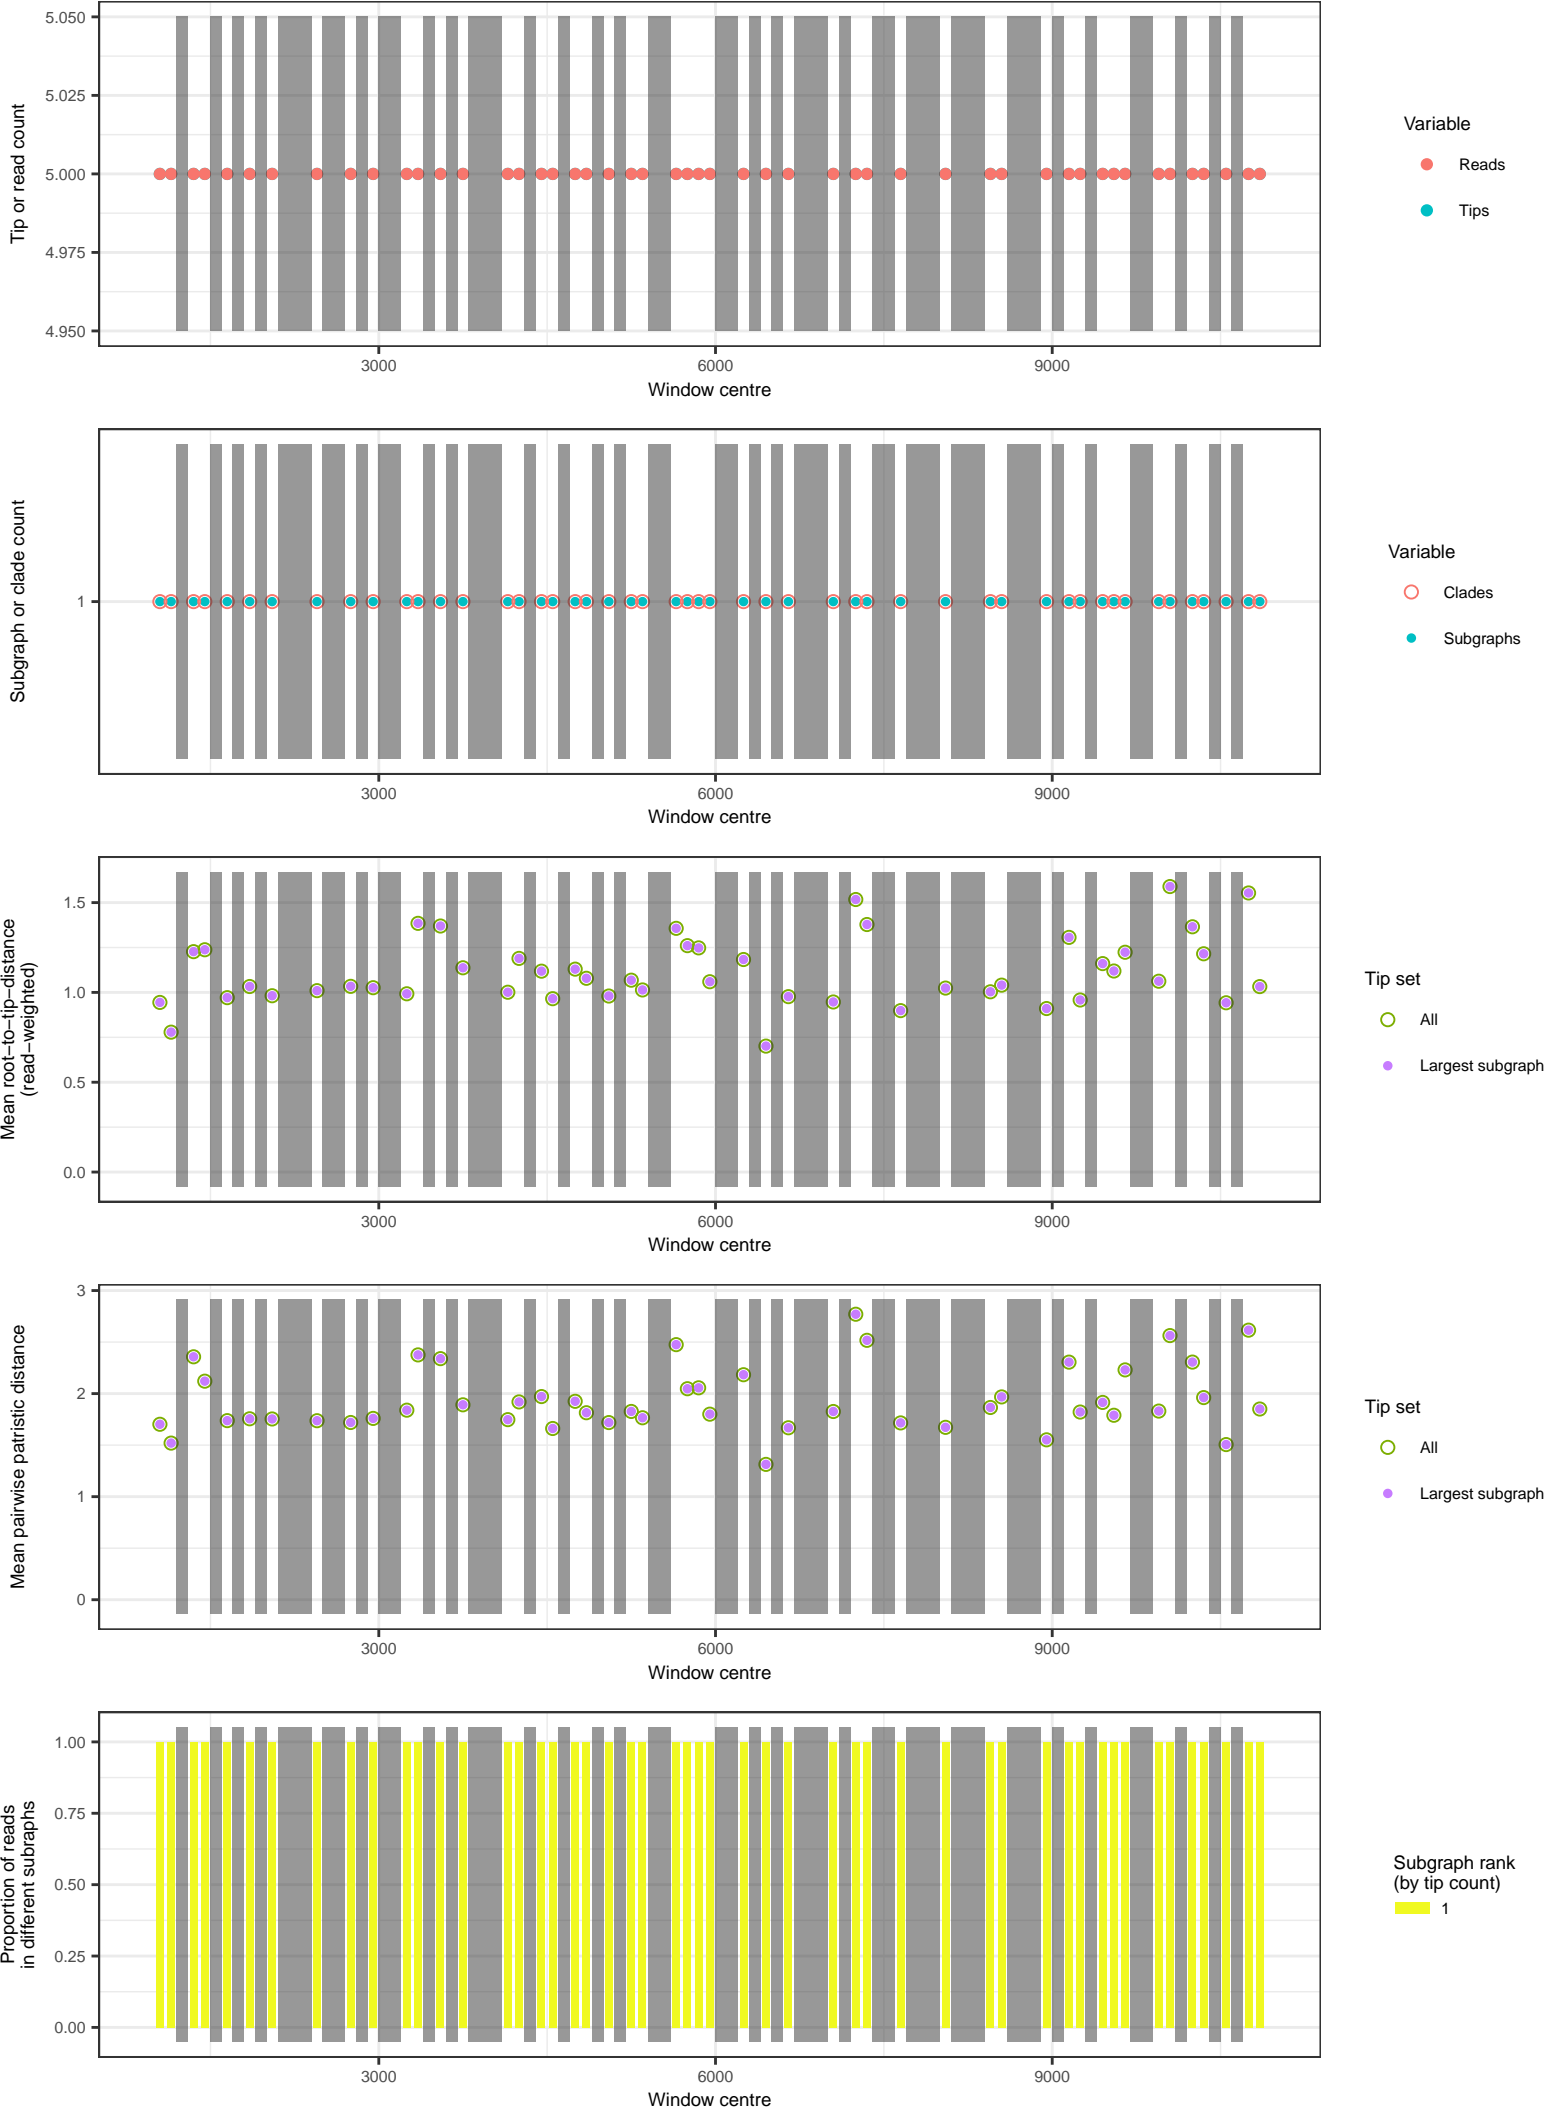 5.050
5.025
5.000
4.975
4.950
Tip or read count
3000 6000 9000
Window centre
Variable
Reads
Tips
1
Subgraph or clade count
3000 6000 9000
Window centre
Variable
Clades
Subgraphs
1.5
1.0
0.5
0.0
Mean root−to−tip−distance
(read−weighted)
3000 6000 9000
Window centre
Tip set
All
Largest subgraph
3
2
1
0
Mean pairwise patristic distance
3000 6000 9000
Window centre
Tip set
All
Largest subgraph
1.00
0.75
0.50
0.25
0.00
Proportion of reads
in different subraphs
3000 6000 9000
Window centre
Subgraph rank
(by tip count)
1